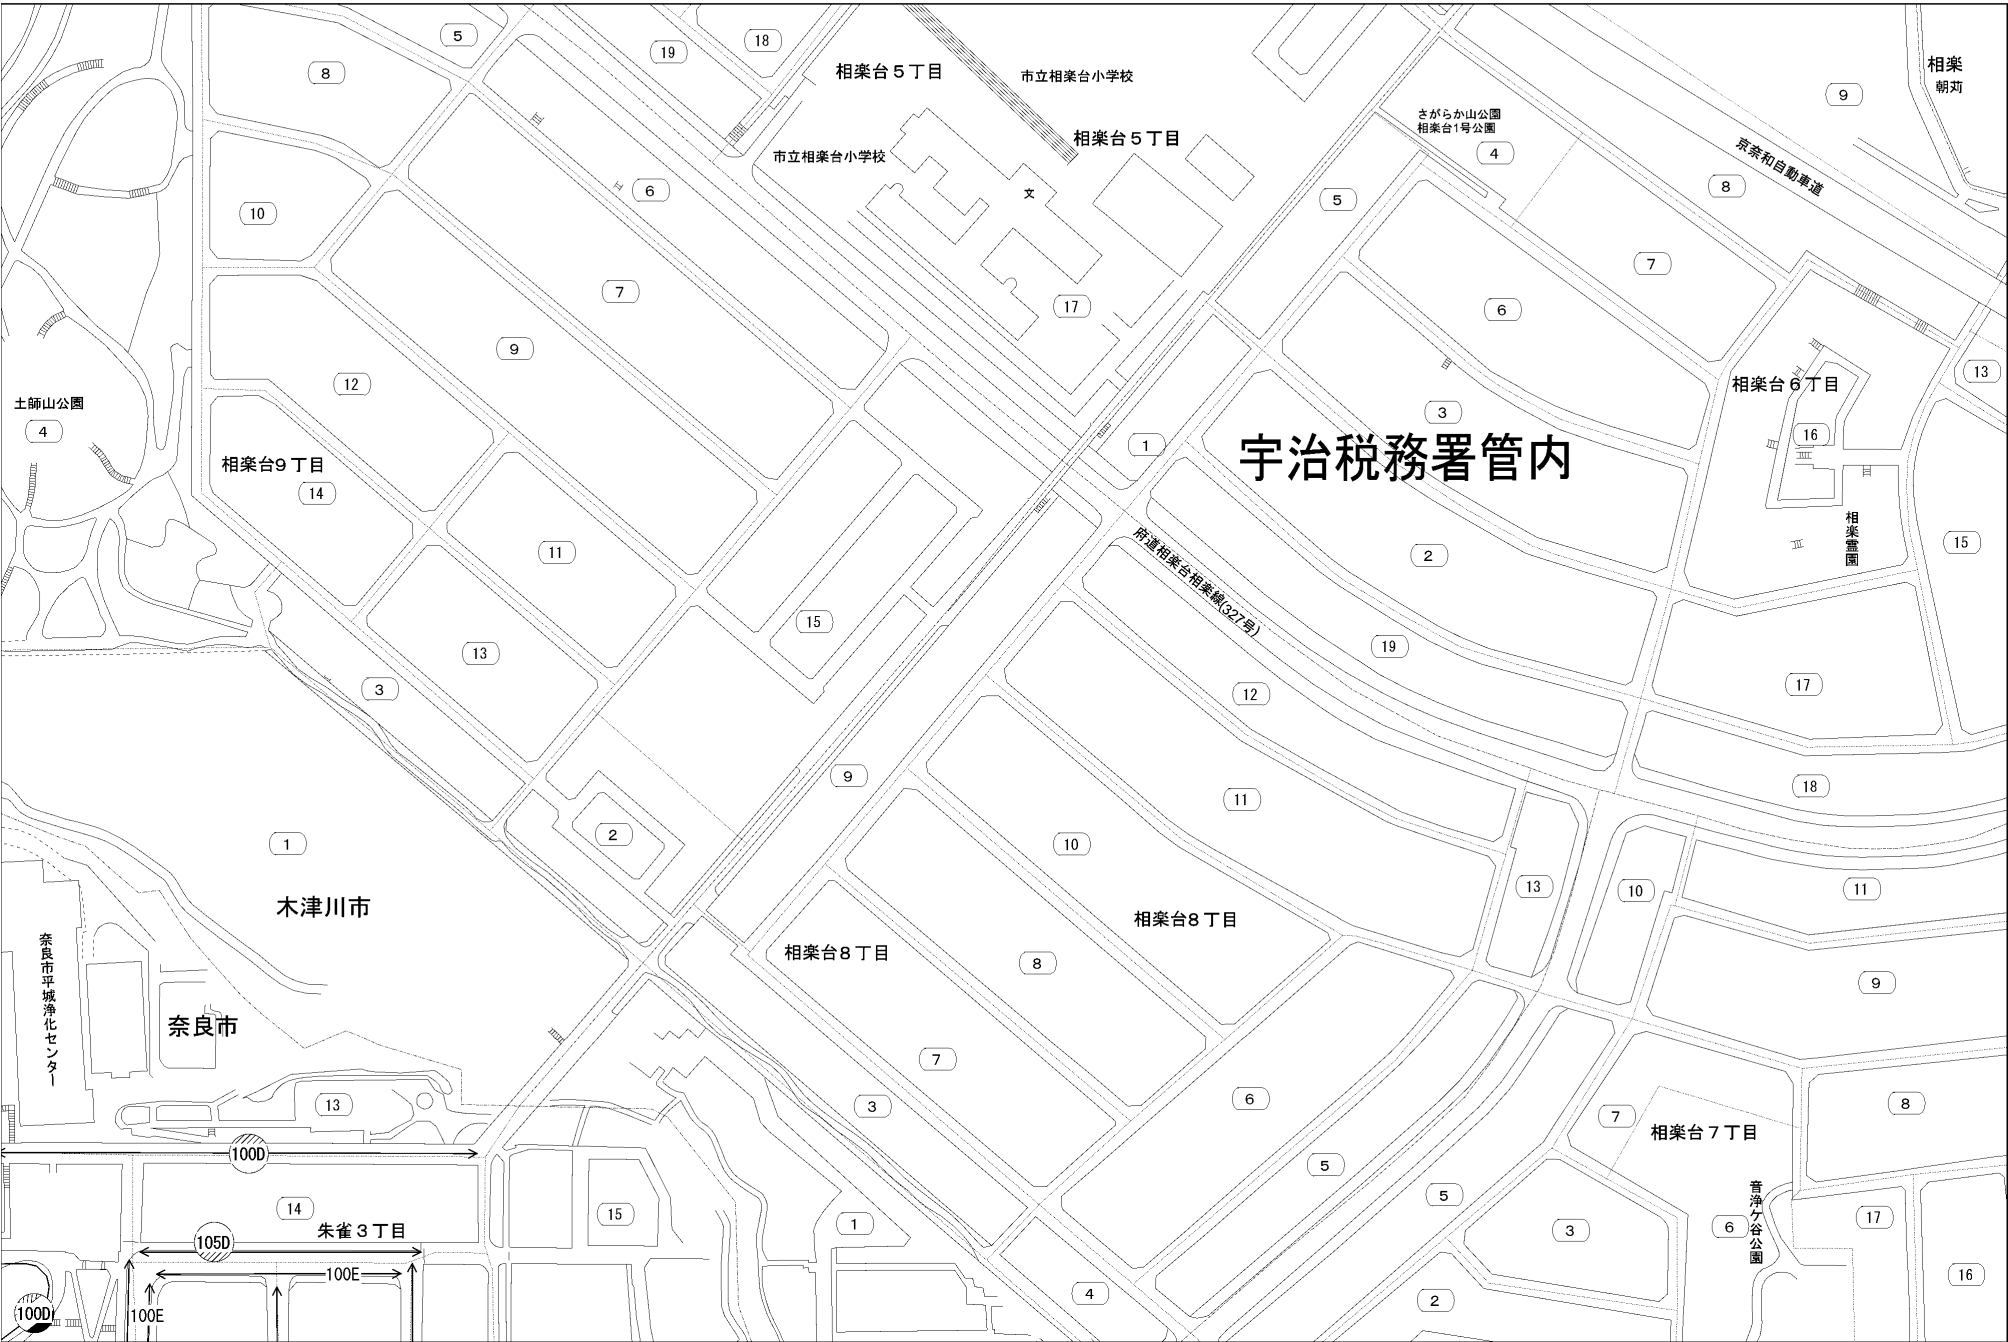 5
19
18
相楽台５丁目
市立相楽台小学校
相楽
朝苅
9
8
さがらか山公園
相楽台1号公園
4
京奈和自動車道
8
相楽台５丁目
市立相楽台小学校
文
6
5
10
7
7
17
6
9
12
13
土師山公園
4
相楽台６丁目
3
16
1
宇治税務署管内
相楽台９丁目
14
相楽霊園
15
11
2
府道相楽台相楽線(327号)
15
19
13
3
12
17
9
18
11
2
1
10
13
10
11
木津川市
相楽台８丁目
相楽台８丁目
8
9
奈良市平城浄化センター
奈良市
7
13
3
6
7
8
相楽台７丁目
100D
5
5
14
朱雀３丁目
15
1
3
音浄ケ谷公園
6
17
105D
100E
16
4
2
100D
100E